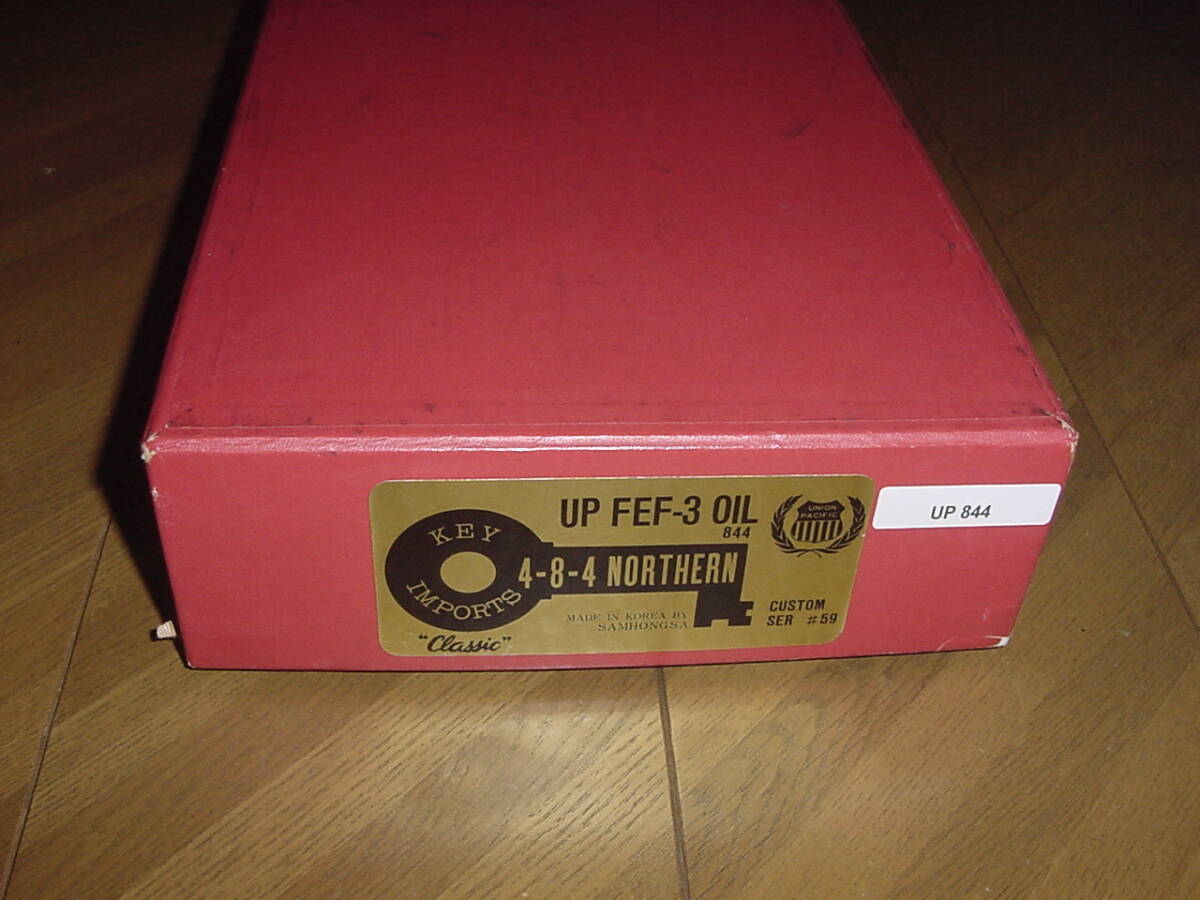 KEY
IMPORTS
"Classic"
UP FEF-3 OIL
844
4-8-4 NORTHERN
MADE IN KOREA BY
SAMHONGSA
UNION
PACIFIC
CUSTOM
SER #59
UP 844